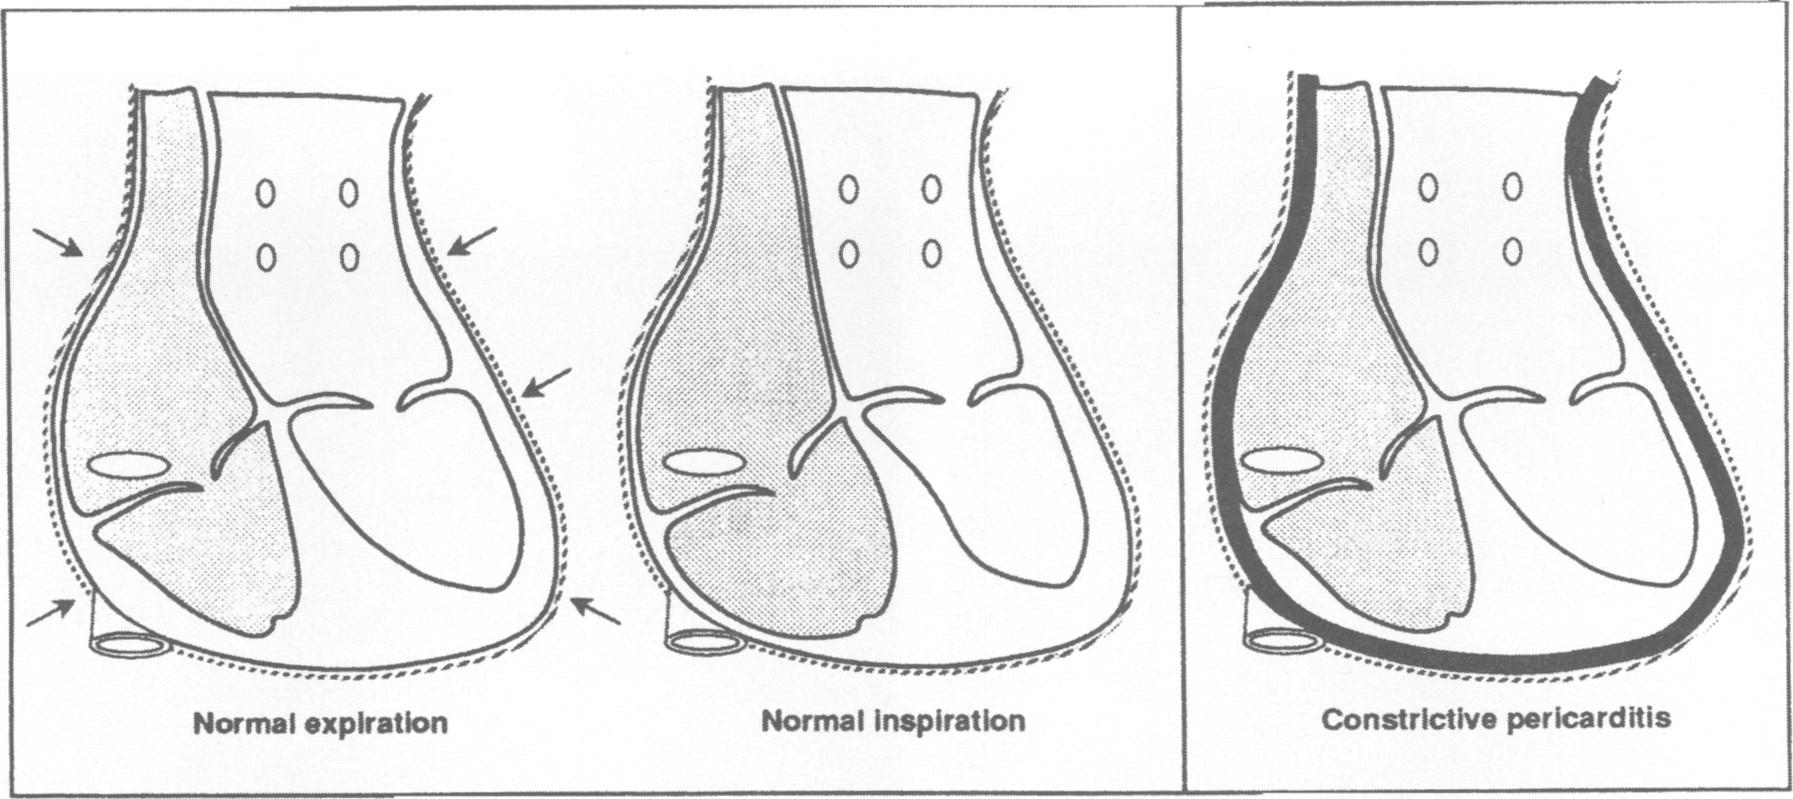 Normal expiration
Normal inspiration
Constrictive pericarditis